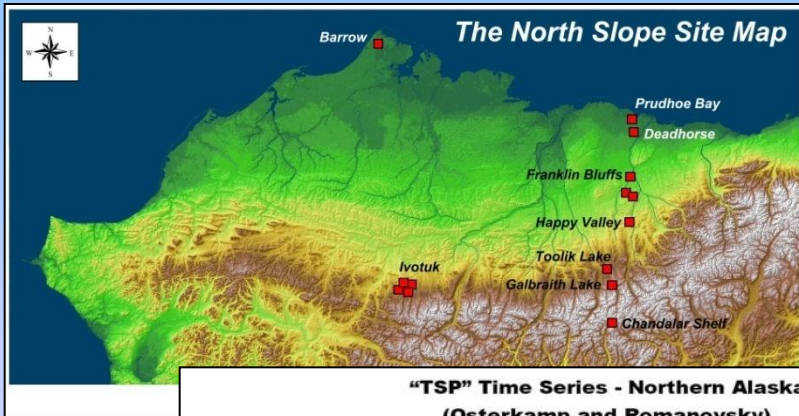 The North Slope Site Map
N
W E
S
Barrow
Prudhoe Bay
Deadhorse
Franklin Bluffs
Happy Valley
Toolik Lake
Ivotuk
Galbraith Lake
Chandalar Shelf
"TSP" Time Series - Northern Alaska
(Osterkamp and Romanovsky)